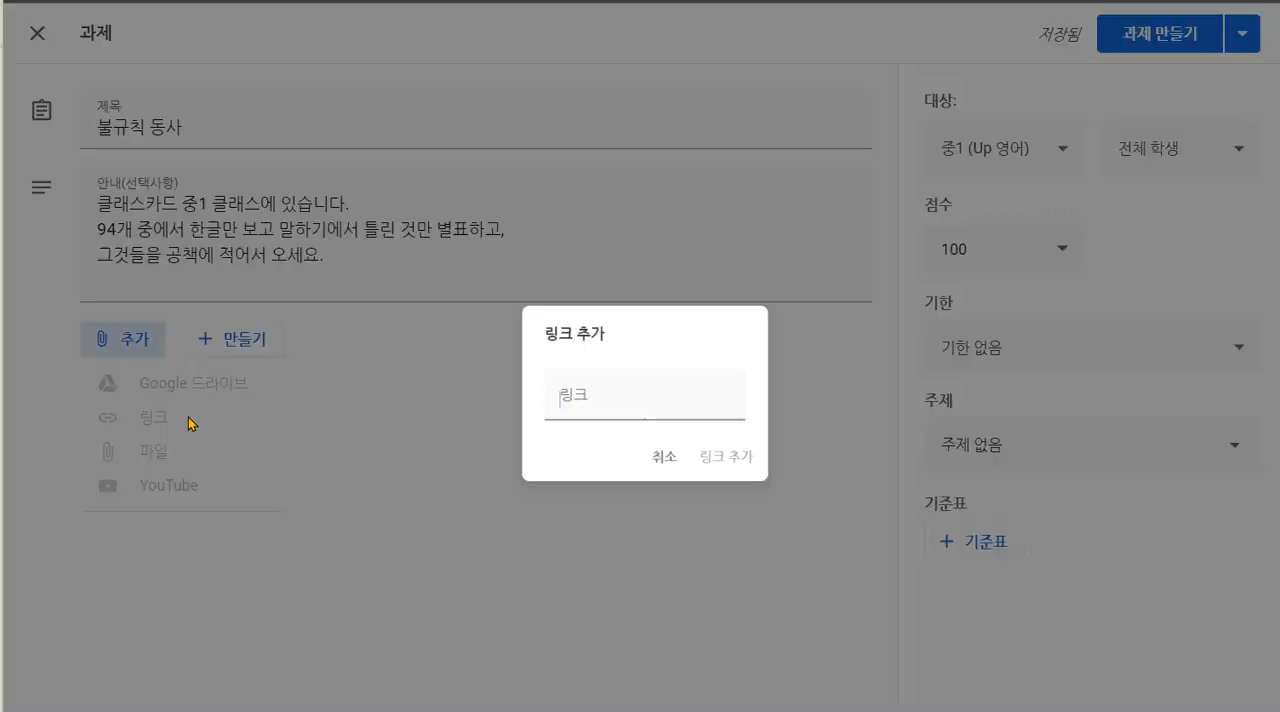 과제
저장됨
과제 만들기
제목
불규칙 동사
안내(선택사항)
클래스카드 중1 클래스에 있습니다.
94개 중에서 한글만 보고 말하기에서 틀린 것만 별표하고,
그것들을 공책에 적어서 오세요.
추가
만들기
Google 드라이브
링크
파일
YouTube
링크 추가
링크
취소
링크 추가
대상:
중1 (Up 영어)
전체 학생
점수
100
기한
기한 없음
주제
주제 없음
기준표
+ 기준표